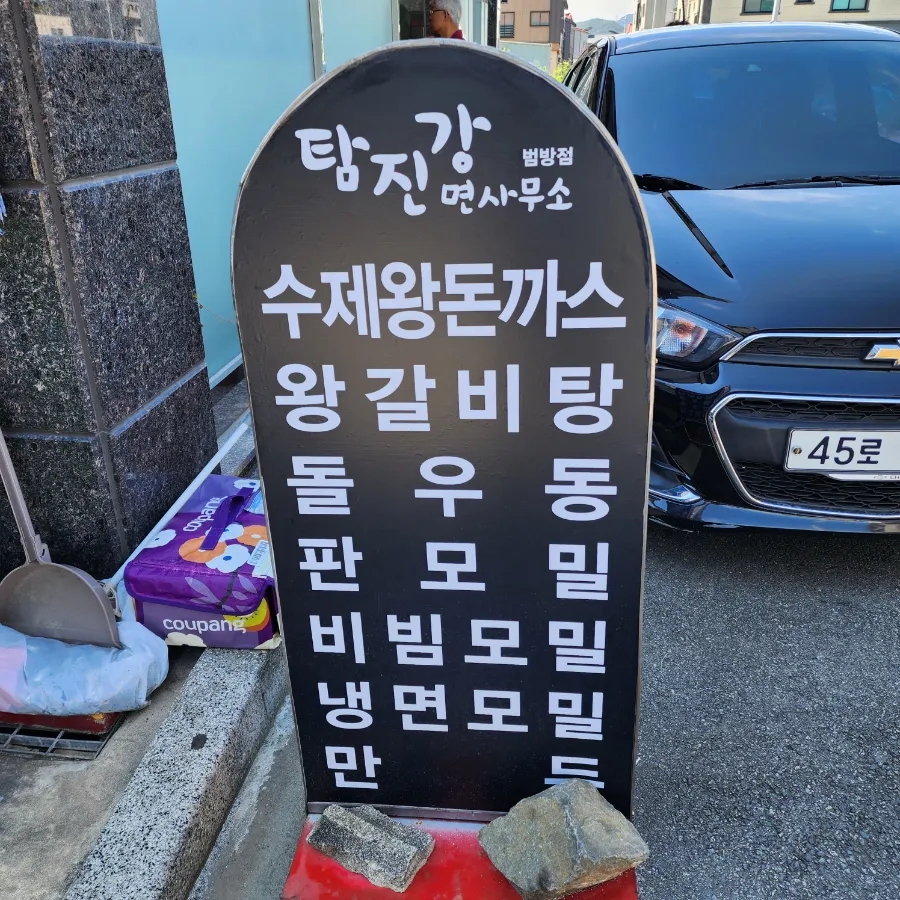 탐진강 범방점
면사무소
수제왕돈까스
왕갈비탕
돌우동
판모밀
비빔모밀
냉면모밀
만두
coupang
coupang
45로